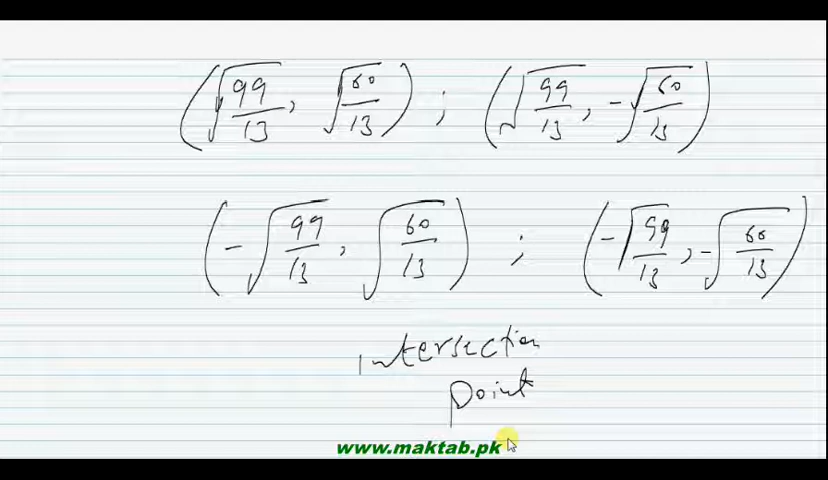 (√99/13, √60/13) ; (√99/13, -√60/13)
(-√99/13, √60/13) ; (-√99/13, -√60/13)
intersection
point
www.maktab.pk